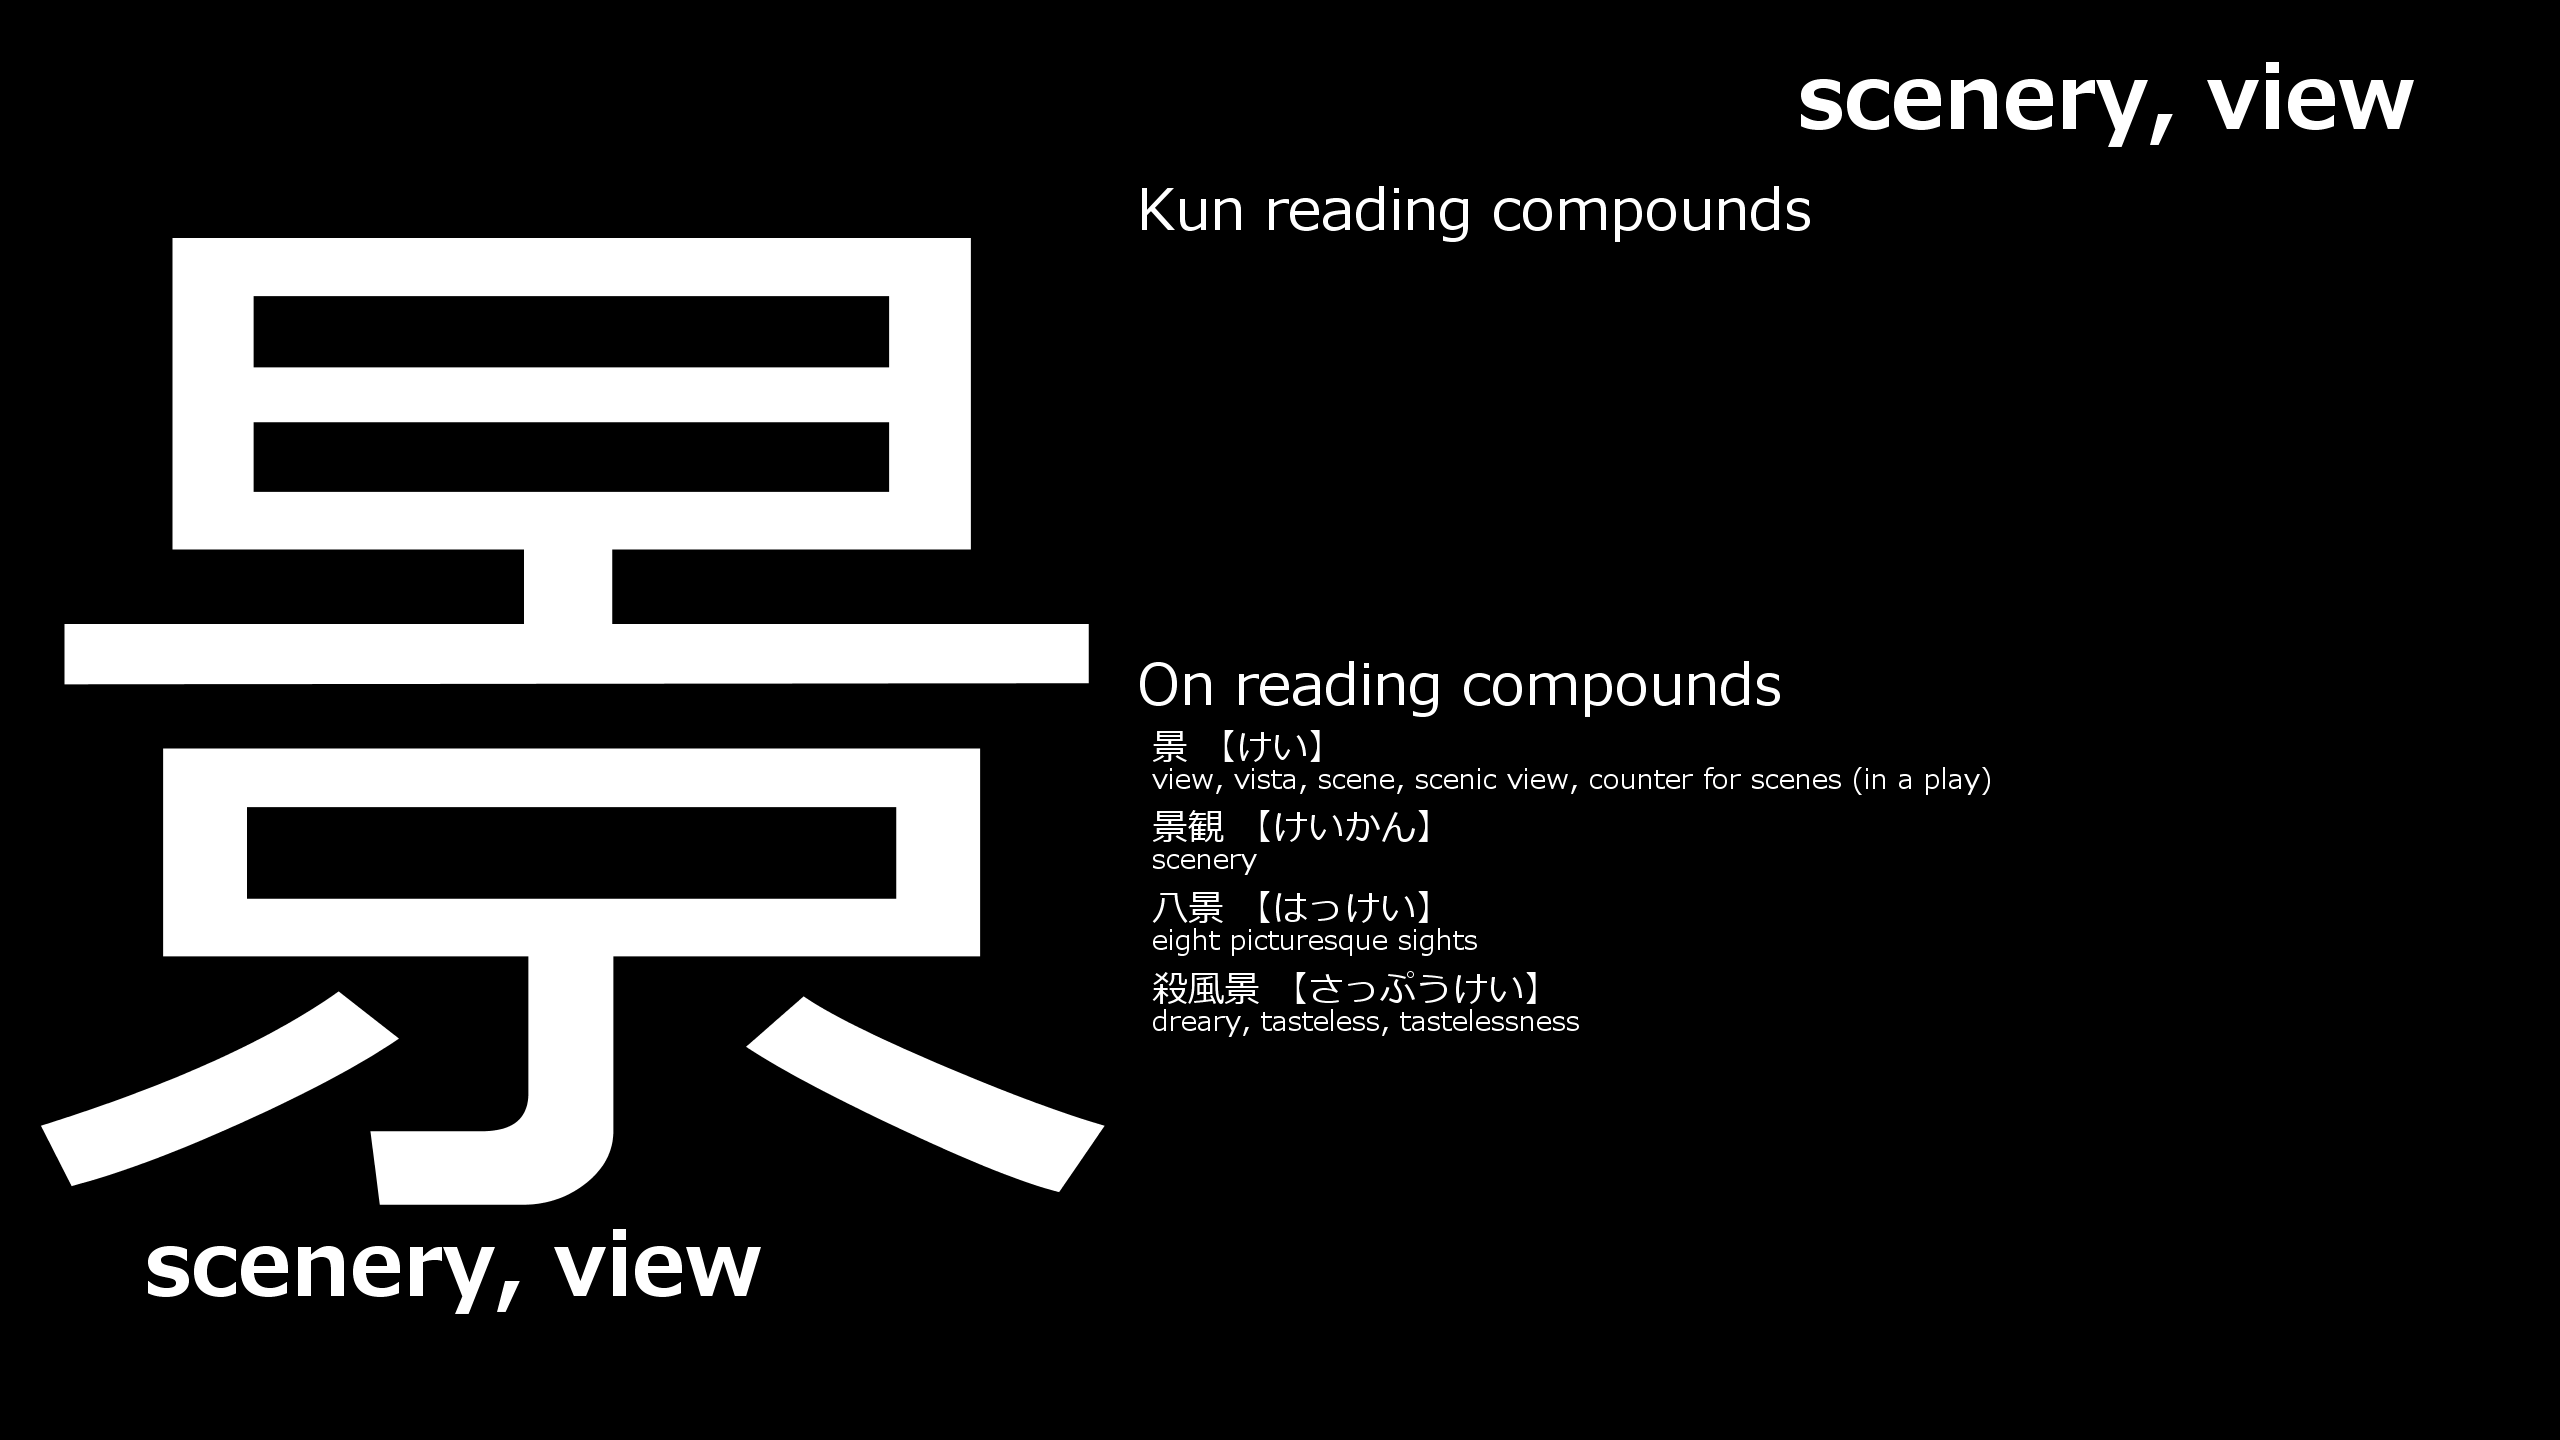 scenery, view
景
scenery, view
Kun reading compounds
On reading compounds
景 【けい】
view, vista, scene, scenic view, counter for scenes (in a play)
景観 【けいかん】
scenery
八景 【はっけい】
eight picturesque sights
殺風景 【さっぷうけい】
dreary, tasteless, tastelessness